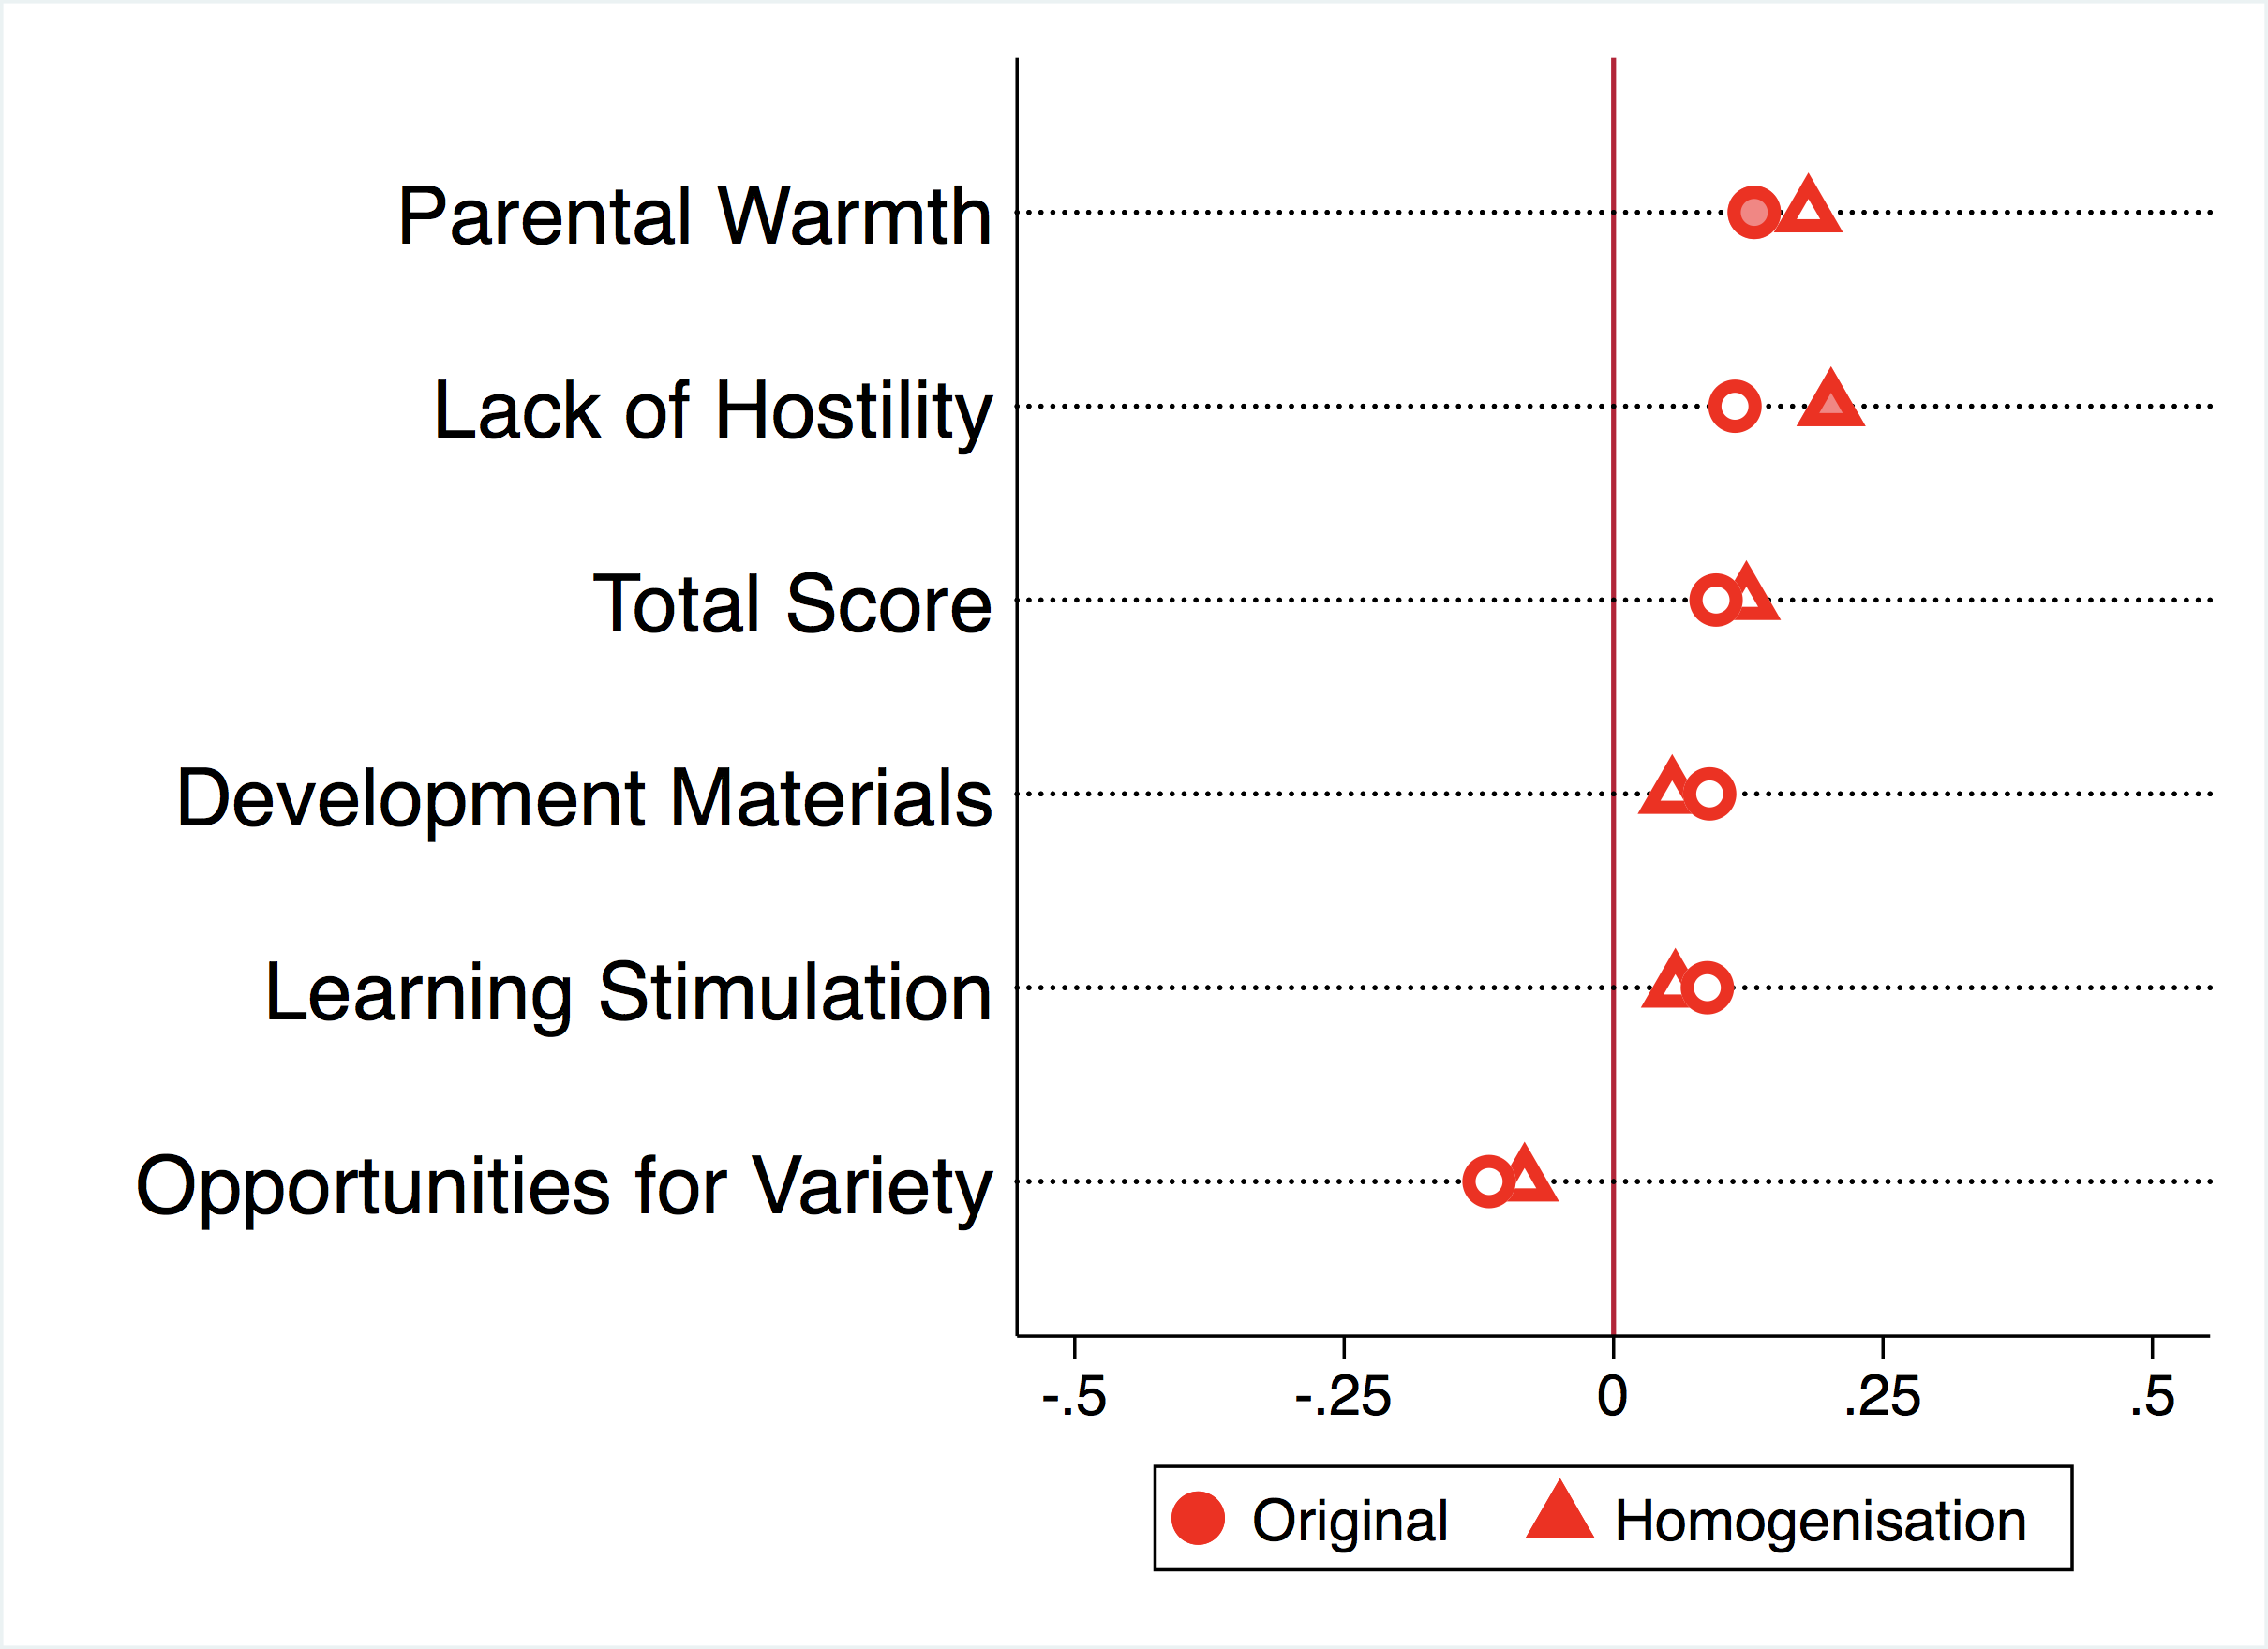 Parental Warmth
Lack of Hostility
Total Score
Development Materials
Learning Stimulation
Opportunities for Variety
-.5 -.25 0 .25 .5
Original Homogenisation